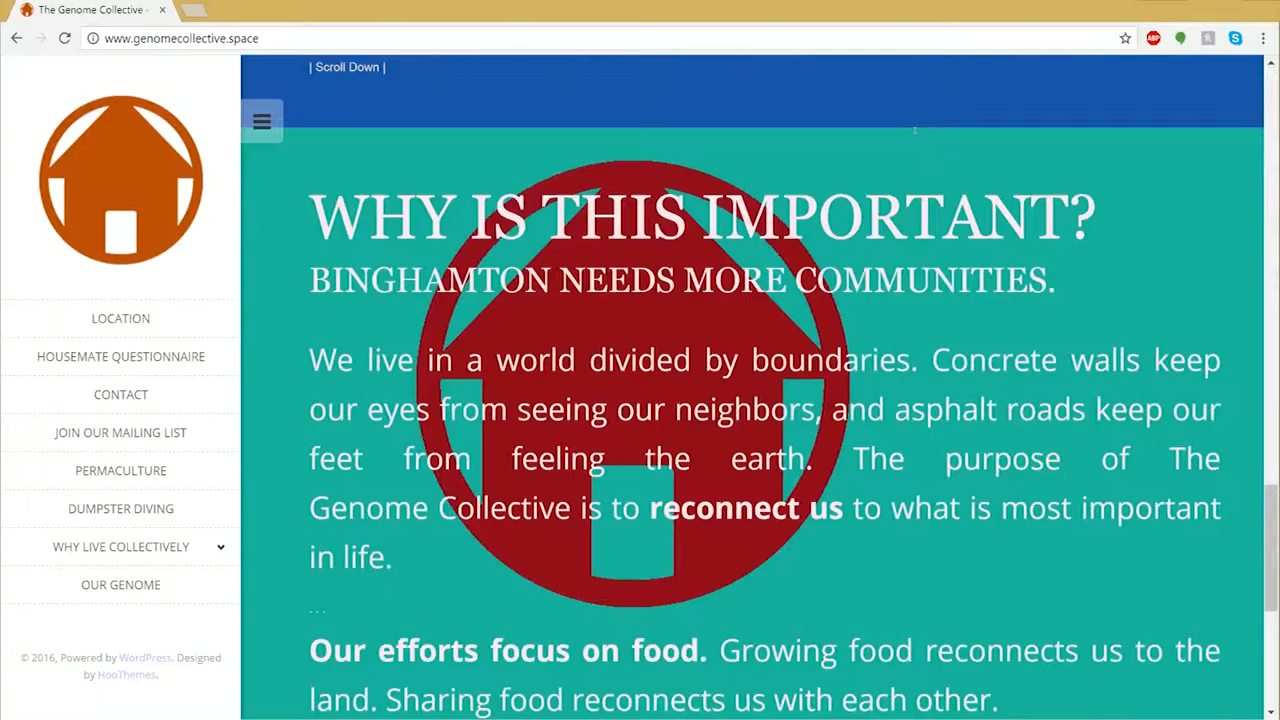 The Genome Collective -
www.genomecollective.space
ABP
| Scroll Down |
LOCATION
HOUSEMATE QUESTIONNAIRE
CONTACT
JOIN OUR MAILING LIST
PERMACULTURE
DUMPSTER DIVING
WHY LIVE COLLECTIVELY
OUR GENOME
© 2016, Powered by WordPress. Designed
by HooThemes.
WHY IS THIS IMPORTANT?
BINGHAMTON NEEDS MORE COMMUNITIES.
We live in a world divided by boundaries. Concrete walls keep
our eyes from seeing our neighbors, and asphalt roads keep our
feet from feeling the earth. The purpose of The
Genome Collective is to reconnect us to what is most important
in life.
. . .
Our efforts focus on food. Growing food reconnects us to the
land. Sharing food reconnects us with each other.